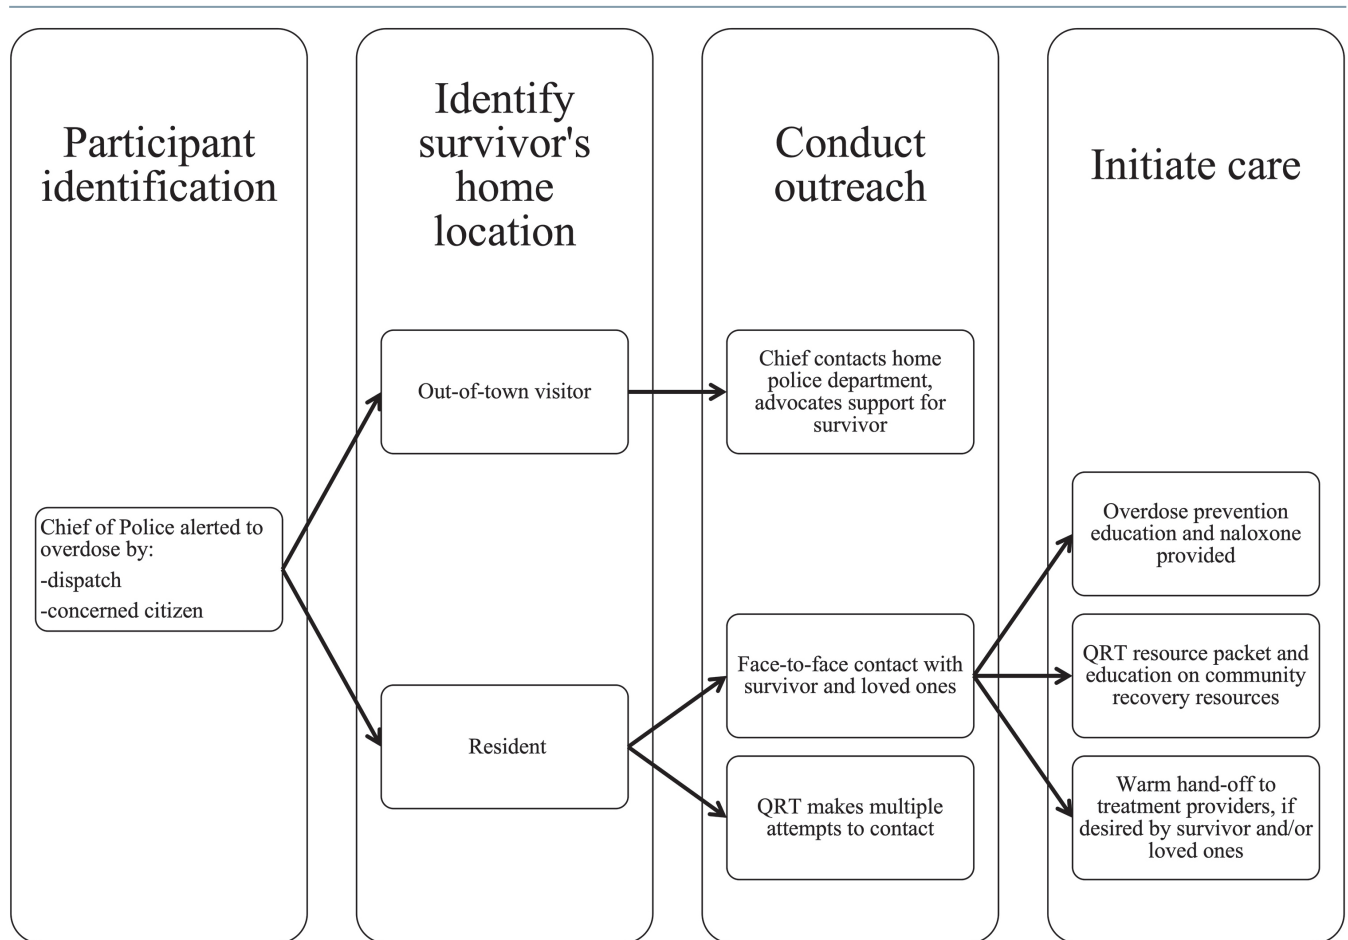 Participant
identification
Identify
survivor's
home
location
Conduct
outreach
Initiate care
Chief of Police alerted to
overdose by:
-dispatch
-concerned citizen
Out-of-town visitor
Resident
Chief contacts home
police department,
advocates support for
survivor
Face-to-face contact with
survivor and loved ones
QRT makes multiple
attempts to contact
Overdose prevention
education and naloxone
provided
QRT resource packet and
education on community
recovery resources
Warm hand-off to
treatment providers, if
desired by survivor and/or
loved ones